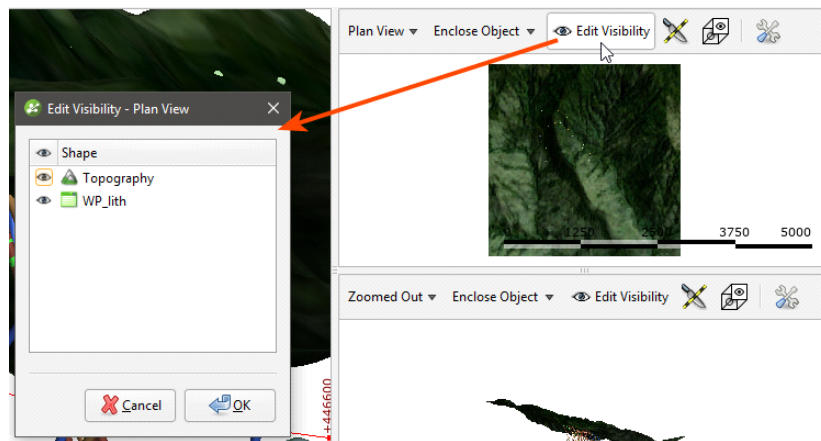 Plan View Enclose Object Edit Visibility
Edit Visibility - Plan View
Shape
Topography
WP_lith
Cancel OK
0 1250 2500 3750 5000
Zoomed Out Enclose Object Edit Visibility
+446600